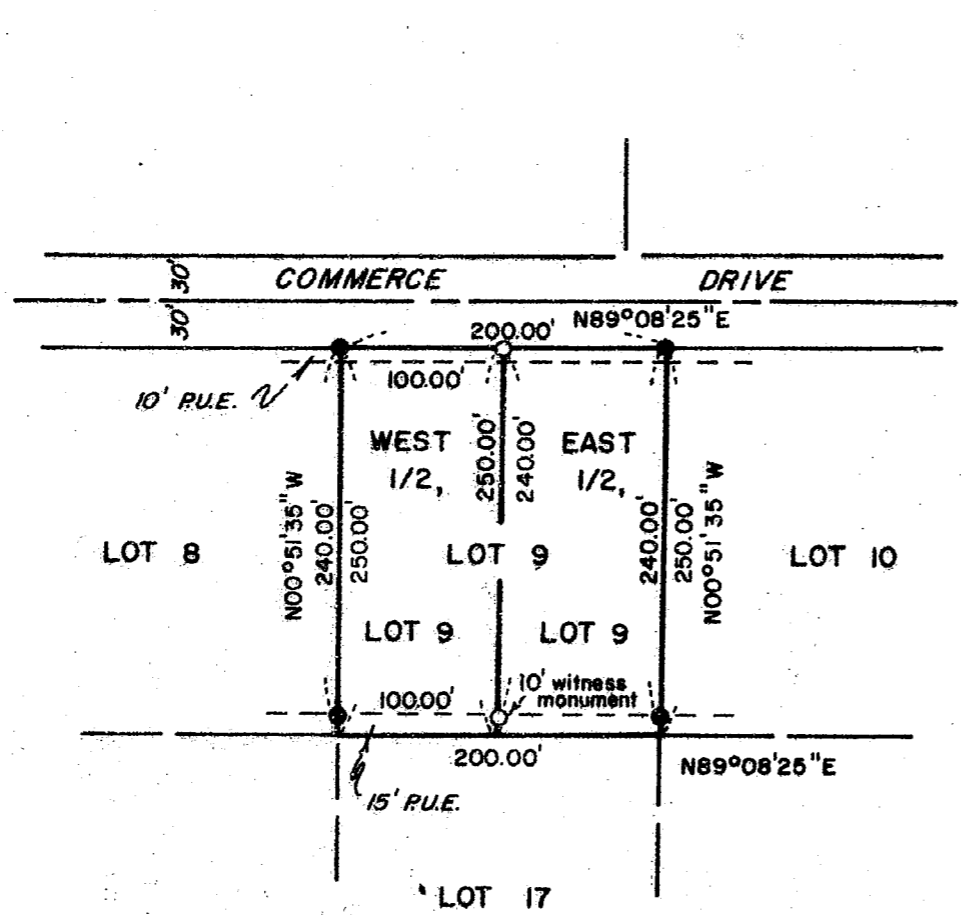 30' 30'
COMMERCE DRIVE
200.00' N89°08'25"E
10' P.U.E.
100.00'
WEST
1/2,
250.00'
240.00'
EAST
1/2,
N00°51'35"W
240.00'
250.00'
240.00'
250.00'
N00°51'35"W
LOT 8
LOT 9
LOT 10
LOT 9
LOT 9
100.00'
10' witness
monument
200.00'
N89°08'25"E
15' P.U.E.
LOT 17